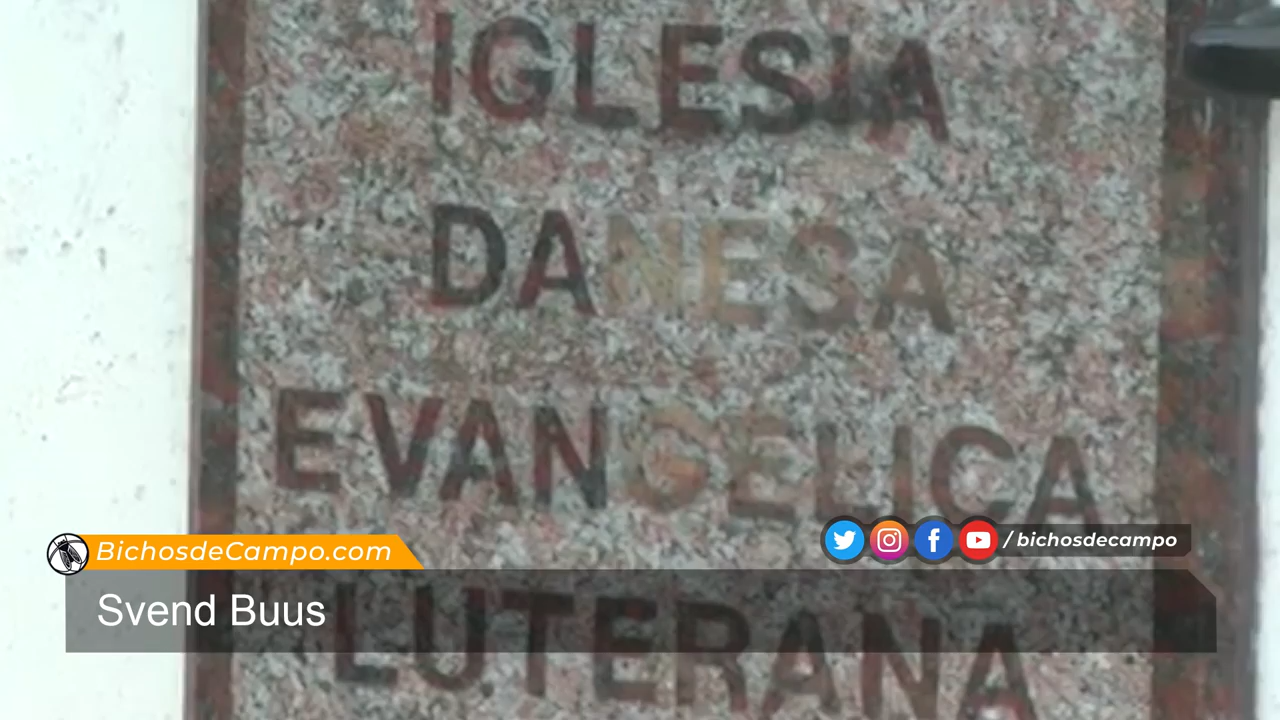 IGLESIA
DANESA
EVANGELICA
BichosdeCampo.com
/bichosdecampo
Svend Buus
LUTERANA